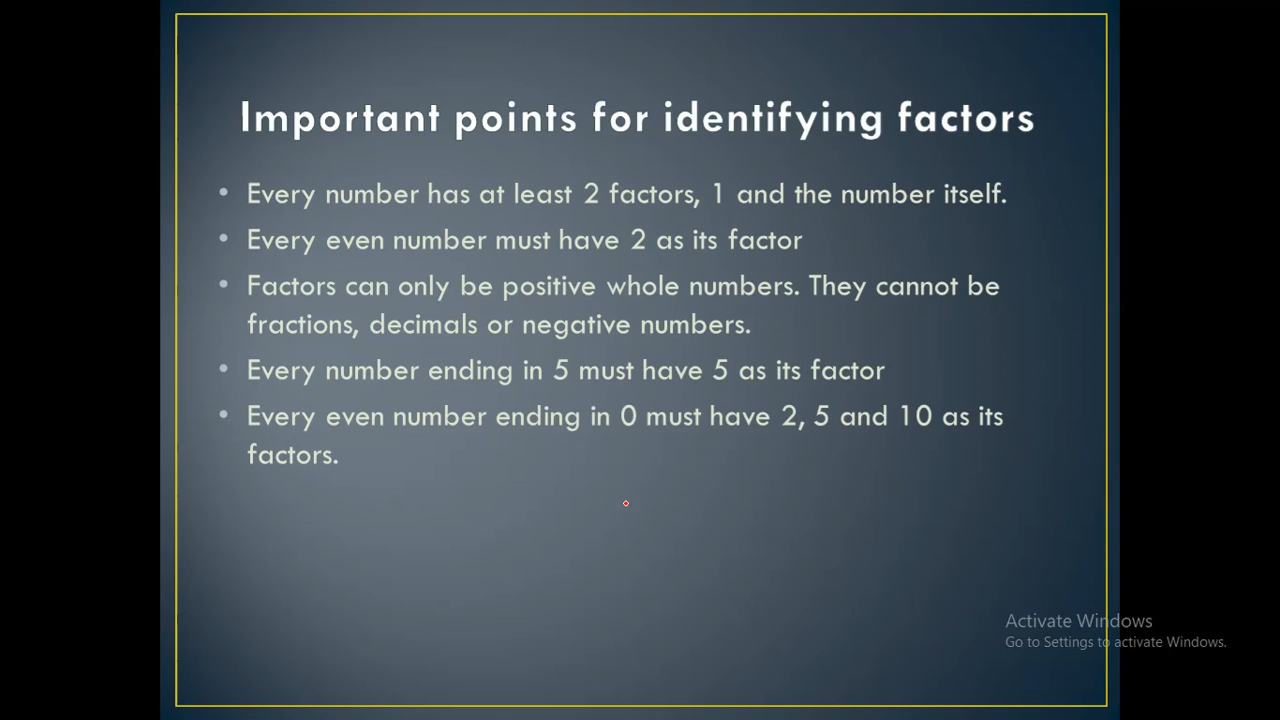 Important points for identifying factors
• Every number has at least 2 factors, 1 and the number itself.
• Every even number must have 2 as its factor
• Factors can only be positive whole numbers. They cannot be
fractions, decimals or negative numbers.
• Every number ending in 5 must have 5 as its factor
• Every even number ending in 0 must have 2, 5 and 10 as its
factors.
Activate Windows
Go to Settings to activate Windows.